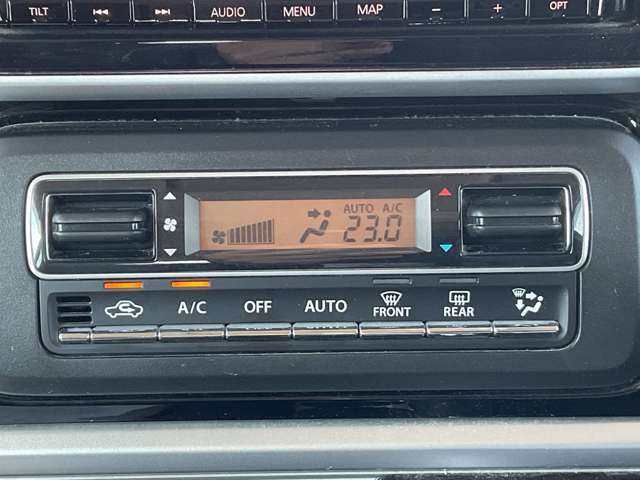 TILT AUDIO MENU MAP − + OPT
AUTO A/C
23.0
A/C OFF AUTO FRONT REAR